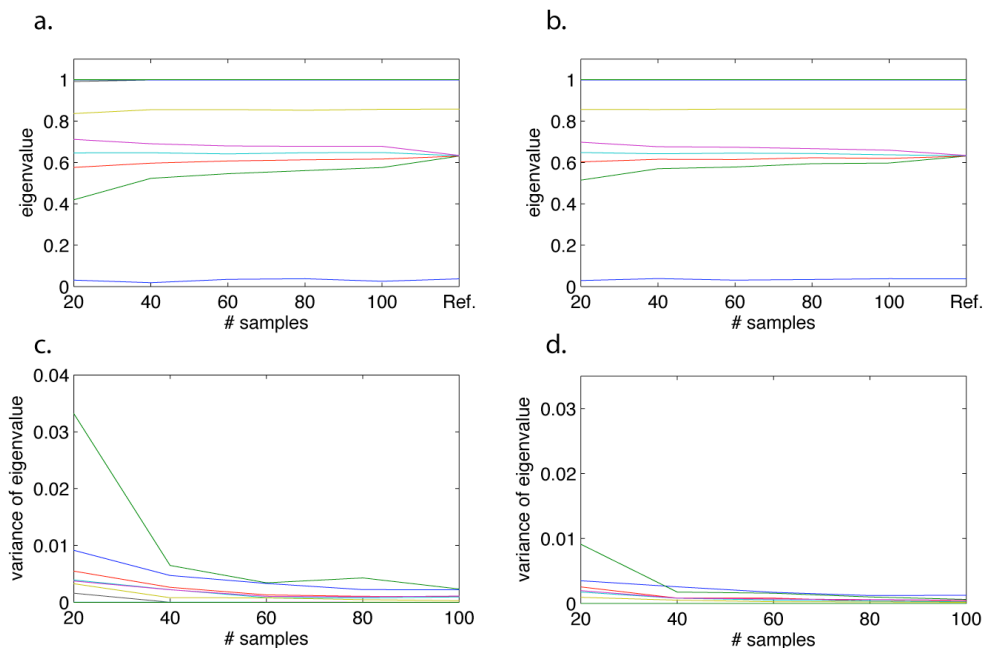 a.
eigenvalue
1
0.8
0.6
0.4
0.2
0
20 40 60 80 100 Ref.
# samples
b.
eigenvalue
1
0.8
0.6
0.4
0.2
0
20 40 60 80 100 Ref.
# samples
c.
variance of eigenvalue
0.04
0.03
0.02
0.01
0
20 40 60 80 100
# samples
d.
variance of eigenvalue
0.03
0.02
0.01
0
20 40 60 80 100
# samples